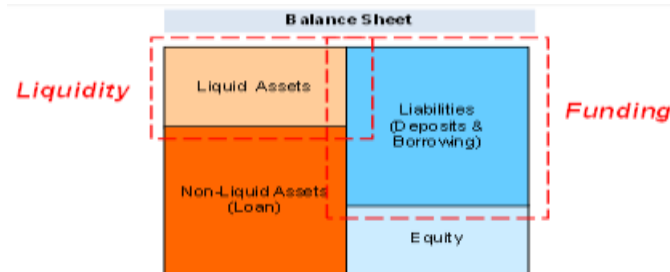 Balance Sheet
Liquidity
Liquid Assets
Liabilities
(Deposits &
Borrowing)
Funding
Non-Liquid Assets
(Loan)
Equity